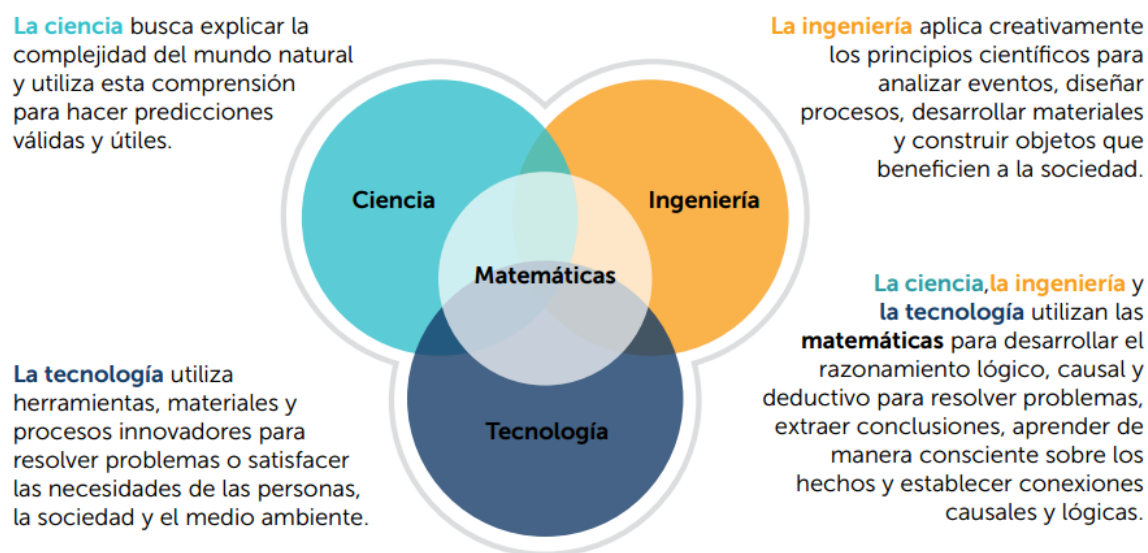 La ciencia busca explicar la
complejidad del mundo natural
y utiliza esta comprensión
para hacer predicciones
válidas y útiles.
La ingeniería aplica creativamente
los principios científicos para
analizar eventos, diseñar
procesos, desarrollar materiales
y construir objetos que
beneficien a la sociedad.
Ciencia
Ingeniería
Matemáticas
Tecnología
La tecnología utiliza
herramientas, materiales y
procesos innovadores para
resolver problemas o satisfacer
las necesidades de las personas,
la sociedad y el medio ambiente.
La ciencia,la ingeniería y
la tecnología utilizan las
matemáticas para desarrollar el
razonamiento lógico, causal y
deductivo para resolver problemas,
extraer conclusiones, aprender de
manera consciente sobre los
hechos y establecer conexiones
causales y lógicas.